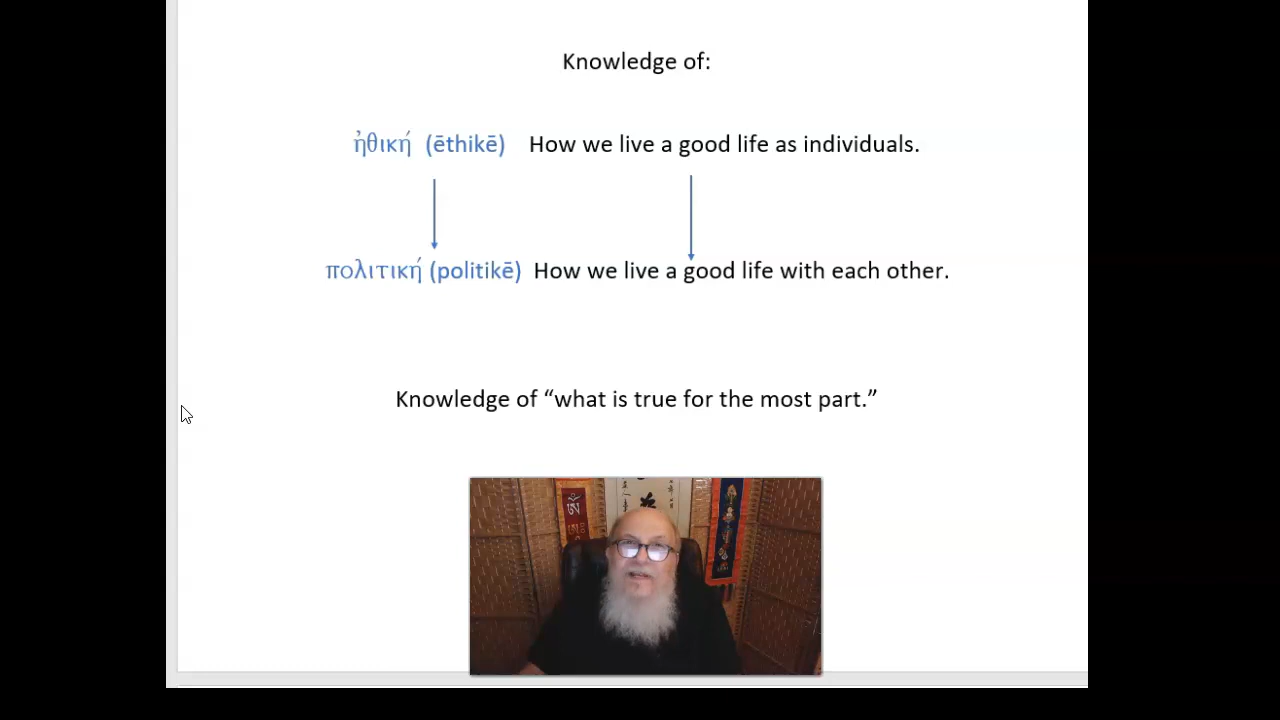 Knowledge of:
ἠθική (ēthikē) How we live a good life as individuals.
πολιτική (politikē) How we live a good life with each other.
Knowledge of “what is true for the most part.”